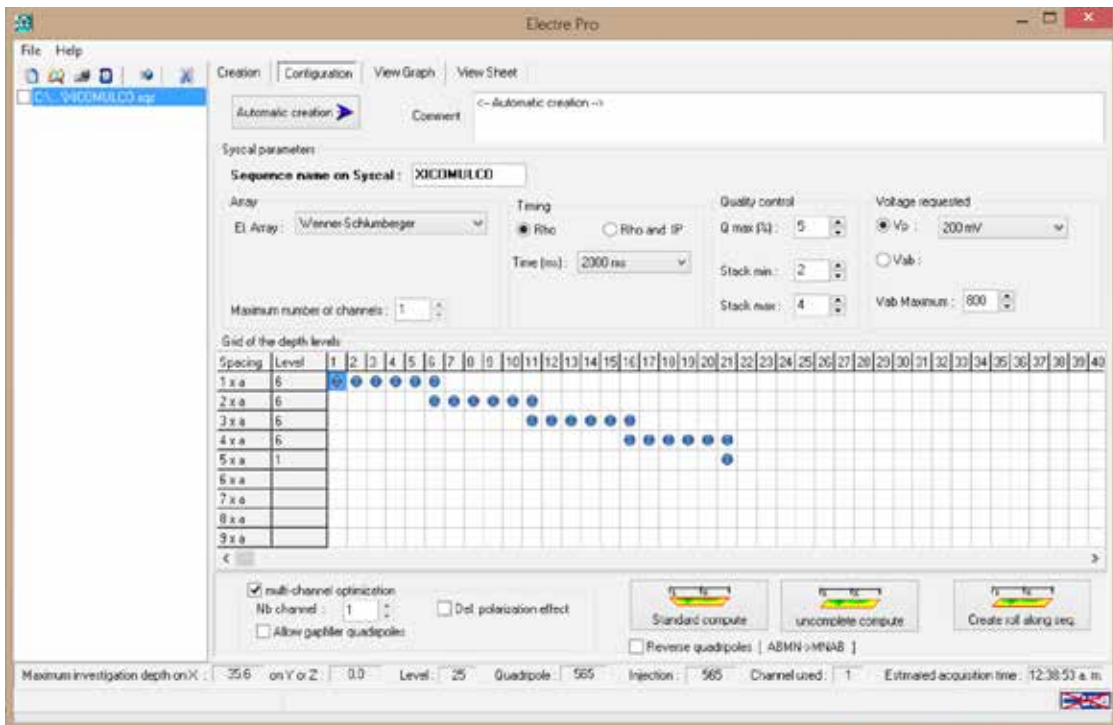 Electre Pro
File Help
C:\...\XICOMULCO.sqz
Creation Configuration View Graph View Sheet
Automatic creation
Comment
<-- Automatic creation -->
Syscal parameters
Sequence name on Syscal : XICOMULCO
Array
El. Array : Wenner-Schlumberger
Maximum number of channels : 1
Timing
Rho Rho and IP
Time (ms) : 2000 ms
Quality control
Q max (%) : 5
Stack min. : 2
Stack max : 4
Voltage requested
Vp : 200 mV
Vab :
Vab Maximum : 800
Grid of the depth levels
Spacing Level 1 2 3 4 5 6 7 8 9 10 11 12 13 14 15 16 17 18 19 20 21 22 23 24 25 26 27 28 29 30 31 32 33 34 35 36 37 38 39 40
1 x a 6
2 x a 6
3 x a 6
4 x a 6
5 x a 1
6 x a
7 x a
8 x a
9 x a
multi-channel optimization
Nb channel : 1
Allow gapfiller quadripoles
Del. polarization effect
Standard compute
uncomplete compute
Create roll along seq.
Reverse quadripoles [ ABMN->MNAB ]
Maximum investigation depth on X : 35.6 on Y or Z : 0.0 Level : 25 Quadripole : 565 Injection : 565 Channel used : 1 Estimated acquisition time : 12:38:53 a. m.